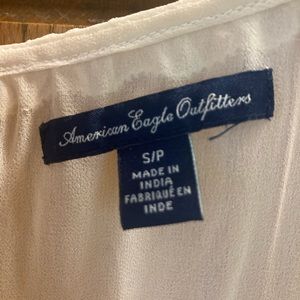 American Eagle Outfitters
S/P
MADE IN
INDIA
FABRIQUÉ EN
INDE